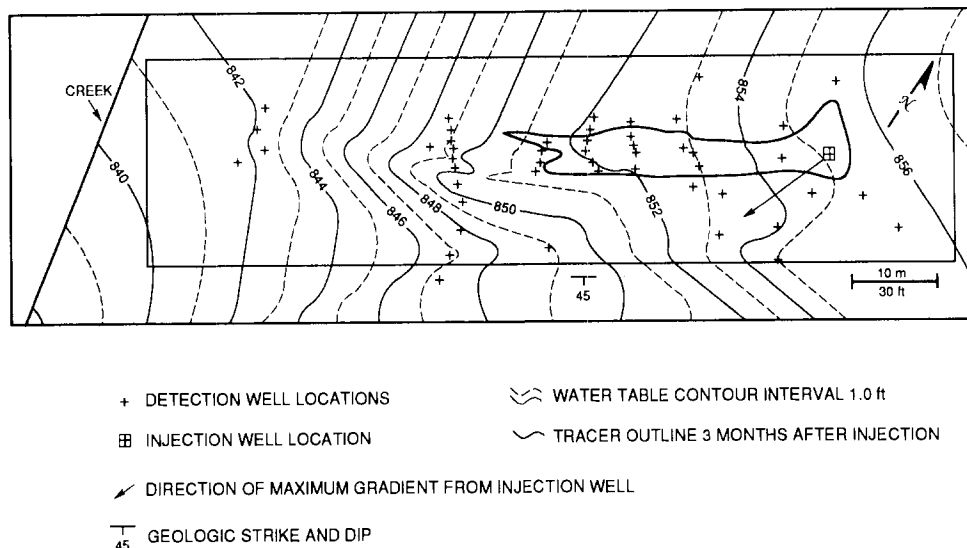 CREEK
842
840
844
846
848
850
852
854
856
N
45
10 m
30 ft
+ DETECTION WELL LOCATIONS
WATER TABLE CONTOUR INTERVAL 1.0 ft
INJECTION WELL LOCATION
TRACER OUTLINE 3 MONTHS AFTER INJECTION
DIRECTION OF MAXIMUM GRADIENT FROM INJECTION WELL
45 GEOLOGIC STRIKE AND DIP